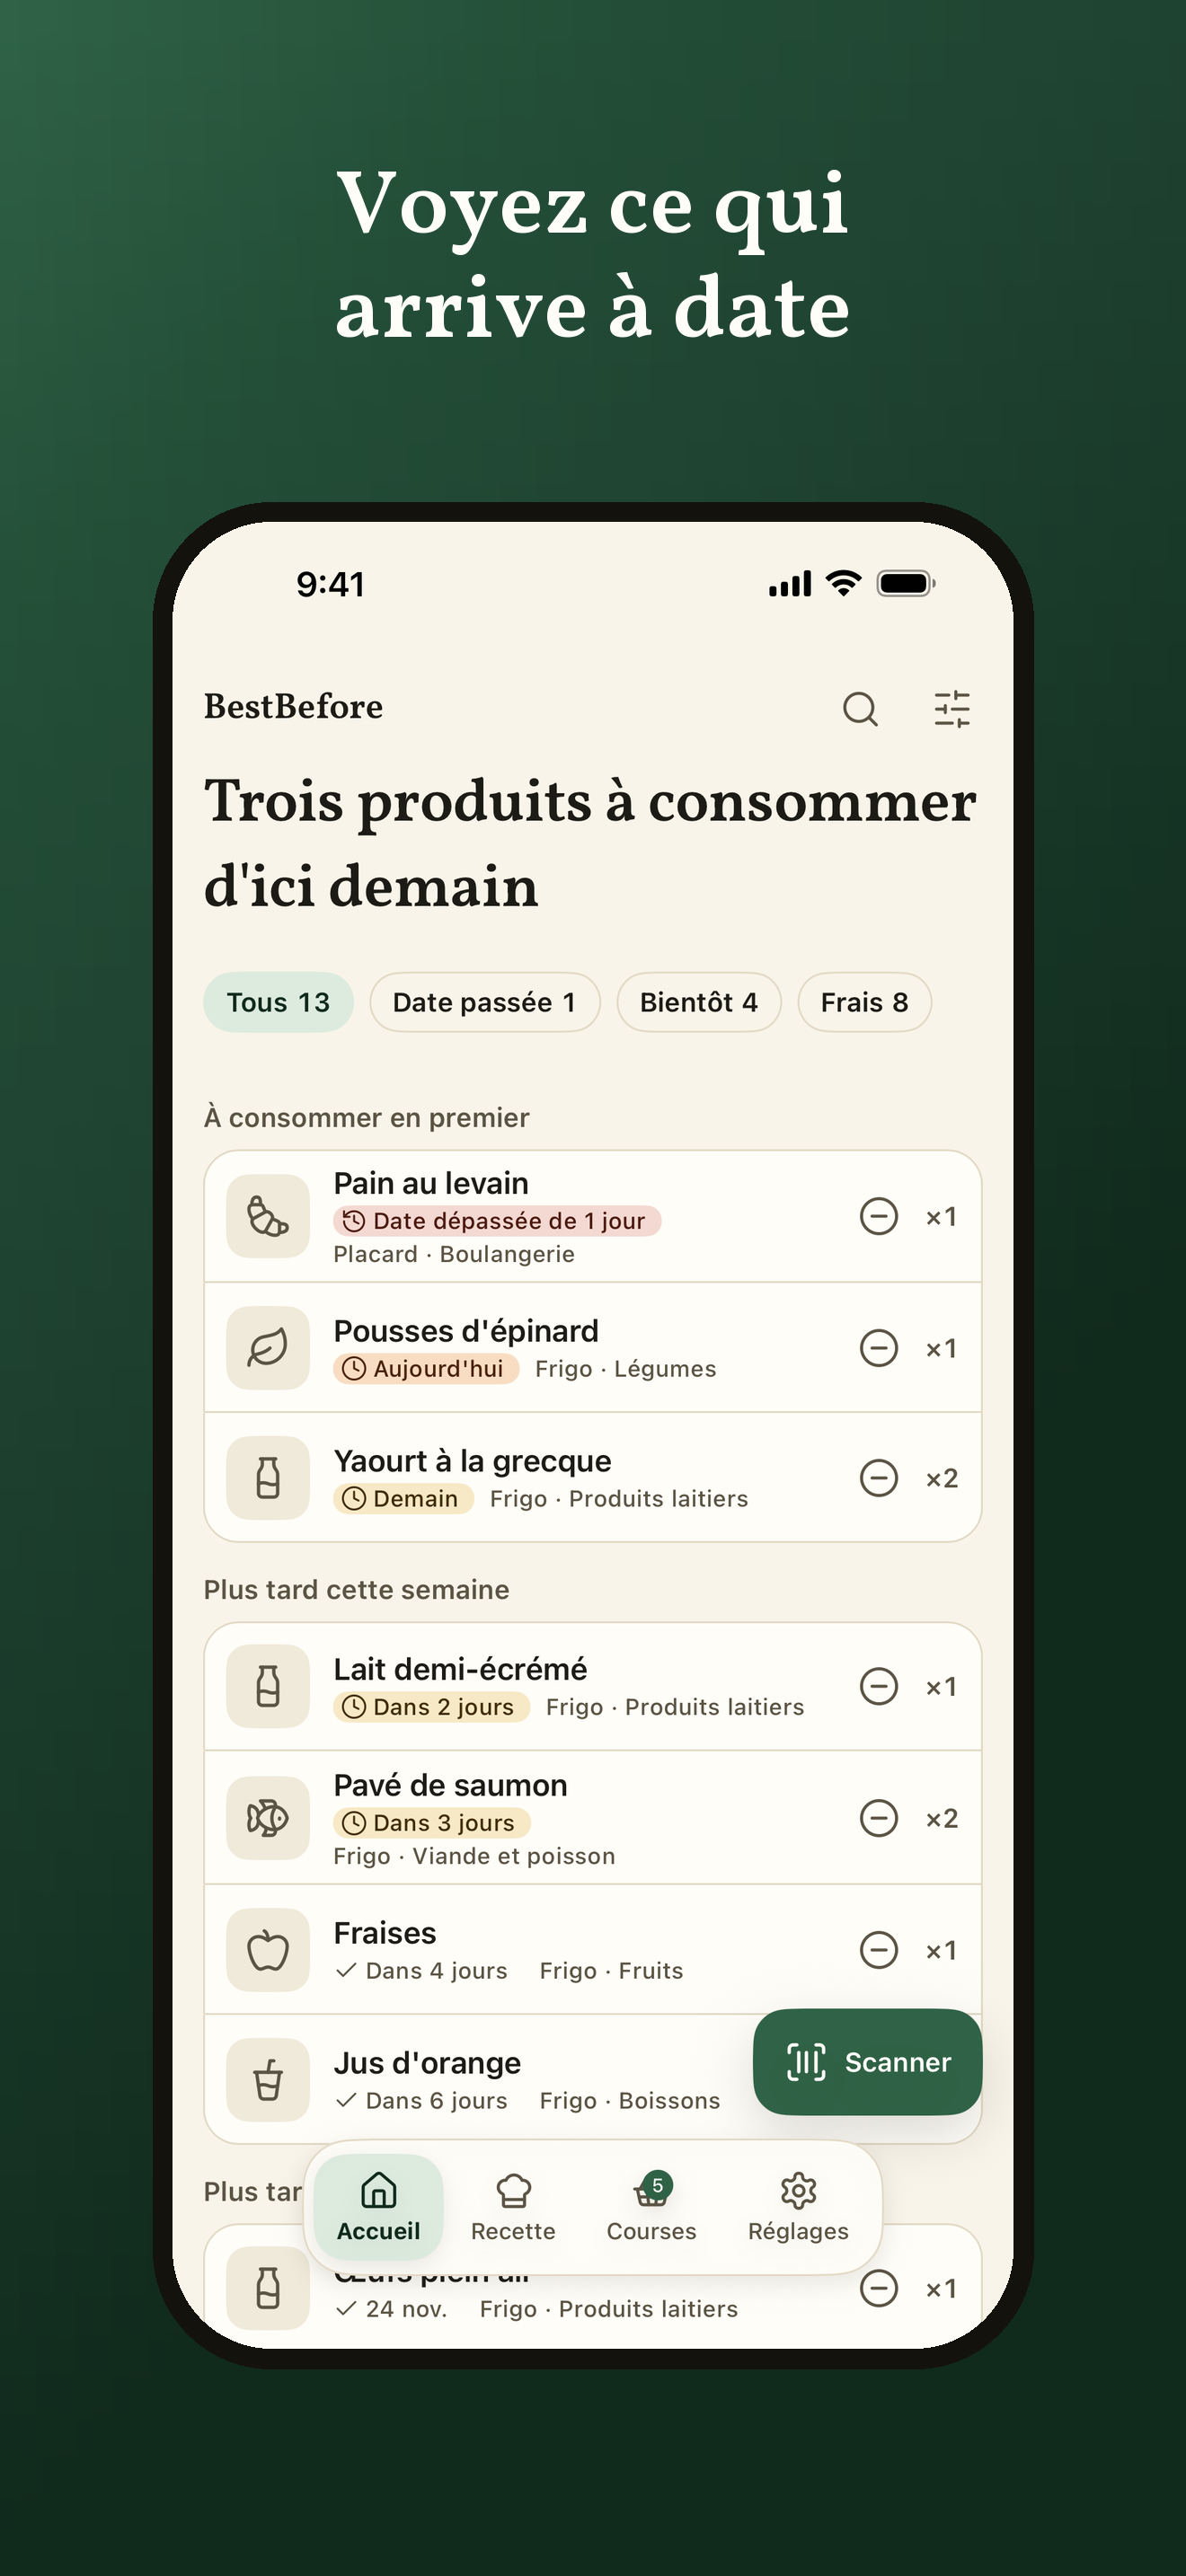 Voyez ce qui
arrive à date
9:41
BestBefore
Trois produits à consommer
d'ici demain
Tous 13
Date passée 1
Bientôt 4
Frais 8
À consommer en premier
Pain au levain
Date dépassée de 1 jour
Placard · Boulangerie
×1
Pousses d'épinard
Aujourd'hui Frigo · Légumes
×1
Yaourt à la grecque
Demain Frigo · Produits laitiers
×2
Plus tard cette semaine
Lait demi-écrémé
Dans 2 jours Frigo · Produits laitiers
×1
Pavé de saumon
Dans 3 jours
Frigo · Viande et poisson
×2
Fraises
Dans 4 jours Frigo · Fruits
×1
Jus d'orange
Dans 6 jours Frigo · Boissons
Scanner
Plus tar
5
Accueil
Recette
Courses
Réglages
Œufs plein air
24 nov. Frigo · Produits laitiers
×1